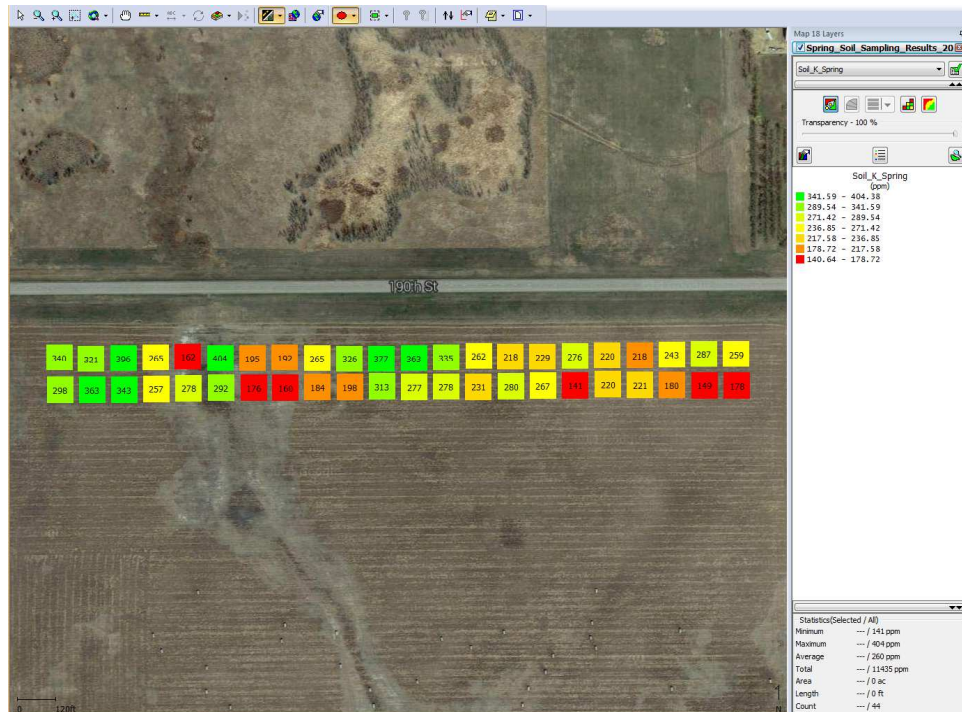 Map 18 Layers
Spring_Soil_Sampling_Results_20
Soil_K_Spring
Transparency - 100 %
Soil_K_Spring
(ppm)
341.59 - 404.38
289.54 - 341.59
271.42 - 289.54
236.85 - 271.42
217.58 - 236.85
178.72 - 217.58
140.64 - 178.72
190th St
340 321 396 265 162 404 195 192 265 326 377 363 335 262 218 229 276 220 218 243 287 259
298 363 343 257 278 292 176 160 184 198 313 277 278 231 280 267 141 220 221 180 149 178
Statistics(Selected / All)
Minimum --- / 141 ppm
Maximum --- / 404 ppm
Average --- / 260 ppm
Total --- / 11435 ppm
Area --- / 0 ac
Length --- / 0 ft
Count --- / 44
0 120ft
N